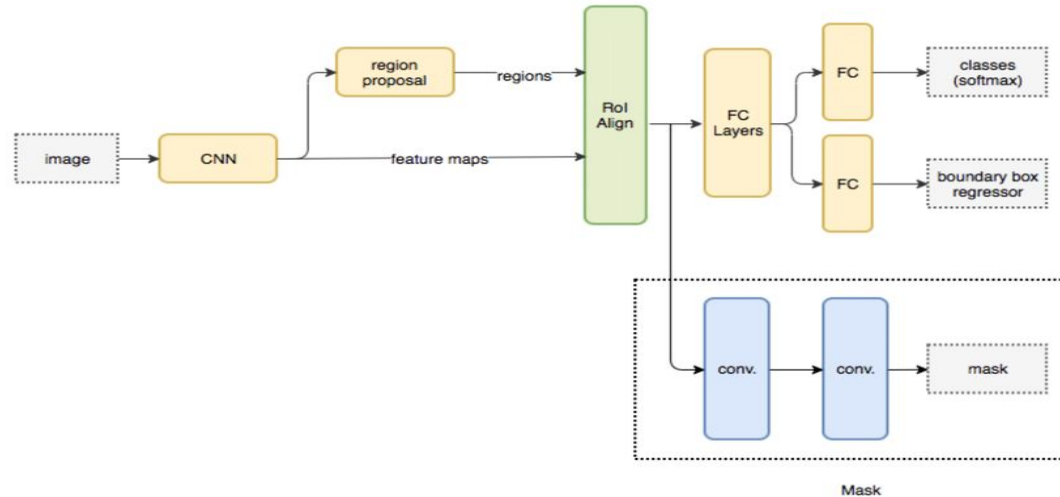 image
CNN
region
proposal
regions
feature maps
RoI
Align
FC
Layers
FC
classes
(softmax)
FC
boundary box
regressor
conv.
conv.
mask
Mask